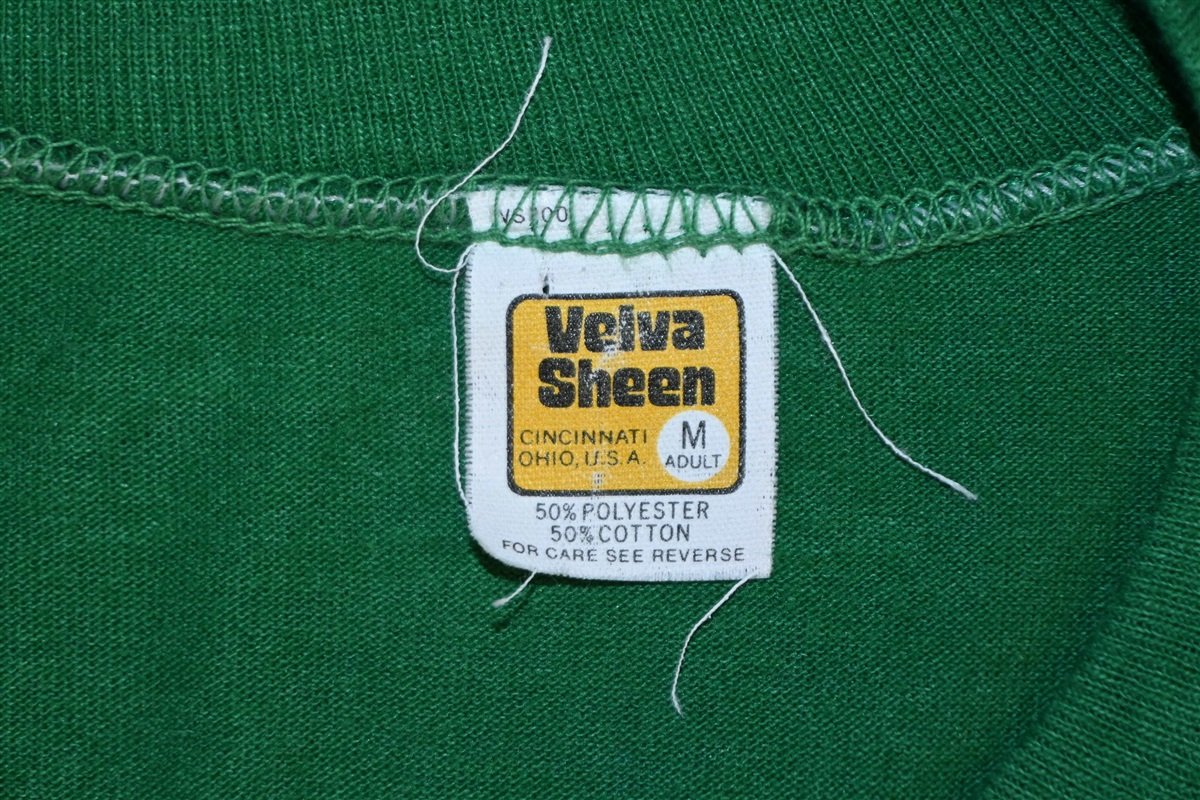 Velva
Sheen
CINCINNATI
OHIO, U.S.A.
M
ADULT
50% POLYESTER
50% COTTON
FOR CARE SEE REVERSE